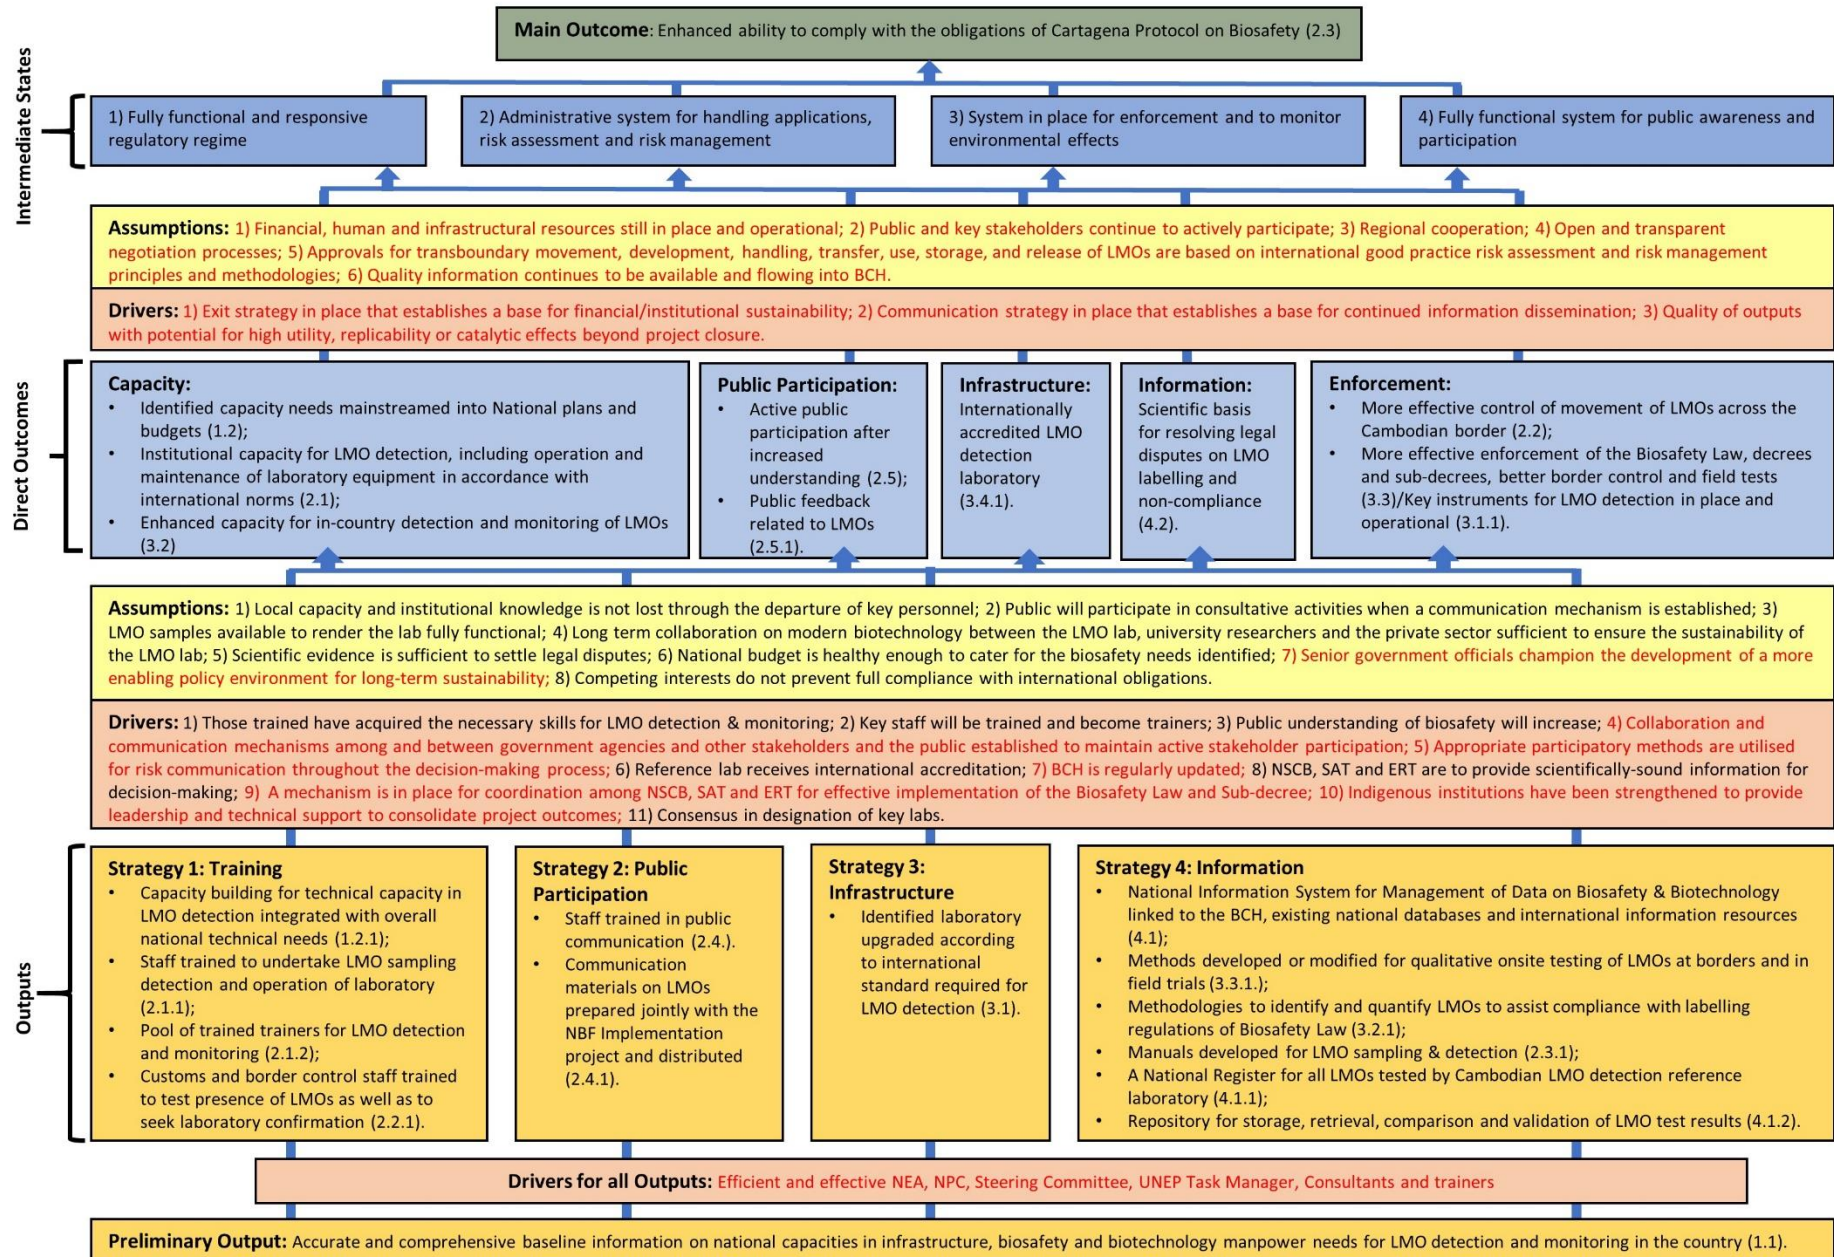 Main Outcome: Enhanced ability to comply with the obligations of Cartagena Protocol on Biosafety (2.3)
Intermediate States
1) Fully functional and responsive
regulatory regime
2) Administrative system for handling applications,
risk assessment and risk management
3) System in place for enforcement and to monitor
environmental effects
4) Fully functional system for public awareness and
participation
Assumptions: 1) Financial, human and infrastructural resources still in place and operational; 2) Public and key stakeholders continue to actively participate; 3) Regional cooperation; 4) Open and transparent
negotiation processes; 5) Approvals for transboundary movement, development, handling, transfer, use, storage, and release of LMOs are based on international good practice risk assessment and risk management
principles and methodologies; 6) Quality information continues to be available and flowing into BCH.
Drivers: 1) Exit strategy in place that establishes a base for financial/institutional sustainability; 2) Communication strategy in place that establishes a base for continued information dissemination; 3) Quality of outputs
with potential for high utility, replicability or catalytic effects beyond project closure.
Direct Outcomes
Capacity:
• Identified capacity needs mainstreamed into National plans and
budgets (1.2);
• Institutional capacity for LMO detection, including operation and
maintenance of laboratory equipment in accordance with
international norms (2.1);
• Enhanced capacity for in-country detection and monitoring of LMOs
(3.2)
Public Participation:
• Active public
participation after
increased
understanding (2.5);
• Public feedback
related to LMOs
(2.5.1).
Infrastructure:
Internationally
accredited LMO
detection
laboratory
(3.4.1).
Information:
Scientific basis
for resolving legal
disputes on LMO
labelling and
non-compliance
(4.2).
Enforcement:
• More effective control of movement of LMOs across the
Cambodian border (2.2);
• More effective enforcement of the Biosafety Law, decrees
and sub-decrees, better border control and field tests
(3.3)/Key instruments for LMO detection in place and
operational (3.1.1).
Assumptions: 1) Local capacity and institutional knowledge is not lost through the departure of key personnel; 2) Public will participate in consultative activities when a communication mechanism is established; 3)
LMO samples available to render the lab fully functional; 4) Long term collaboration on modern biotechnology between the LMO lab, university researchers and the private sector sufficient to ensure the sustainability of
the LMO lab; 5) Scientific evidence is sufficient to settle legal disputes; 6) National budget is healthy enough to cater for the biosafety needs identified; 7) Senior government officials champion the development of a more
enabling policy environment for long-term sustainability; 8) Competing interests do not prevent full compliance with international obligations.
Drivers: 1) Those trained have acquired the necessary skills for LMO detection & monitoring; 2) Key staff will be trained and become trainers; 3) Public understanding of biosafety will increase; 4) Collaboration and
communication mechanisms among and between government agencies and other stakeholders and the public established to maintain active stakeholder participation; 5) Appropriate participatory methods are utilised
for risk communication throughout the decision-making process; 6) Reference lab receives international accreditation; 7) BCH is regularly updated; 8) NSCB, SAT and ERT are to provide scientifically-sound information for
decision-making; 9) A mechanism is in place for coordination among NSCB, SAT and ERT for effective implementation of the Biosafety Law and Sub-decree; 10) Indigenous institutions have been strengthened to provide
leadership and technical support to consolidate project outcomes; 11) Consensus in designation of key labs.
Outputs
Strategy 1: Training
• Capacity building for technical capacity in
LMO detection integrated with overall
national technical needs (1.2.1);
• Staff trained to undertake LMO sampling
detection and operation of laboratory
(2.1.1);
• Pool of trained trainers for LMO detection
and monitoring (2.1.2);
• Customs and border control staff trained
to test presence of LMOs as well as to
seek laboratory confirmation (2.2.1).
Strategy 2: Public
Participation
• Staff trained in public
communication (2.4.).
• Communication
materials on LMOs
prepared jointly with the
NBF Implementation
project and distributed
(2.4.1).
Strategy 3:
Infrastructure
• Identified laboratory
upgraded according
to international
standard required for
LMO detection (3.1).
Strategy 4: Information
• National Information System for Management of Data on Biosafety & Biotechnology
linked to the BCH, existing national databases and international information resources
(4.1);
• Methods developed or modified for qualitative onsite testing of LMOs at borders and in
field trials (3.3.1.);
• Methodologies to identify and quantify LMOs to assist compliance with labelling
regulations of Biosafety Law (3.2.1);
• Manuals developed for LMO sampling & detection (2.3.1);
• A National Register for all LMOs tested by Cambodian LMO detection reference
laboratory (4.1.1);
• Repository for storage, retrieval, comparison and validation of LMO test results (4.1.2).
Drivers for all Outputs: Efficient and effective NEA, NPC, Steering Committee, UNEP Task Manager, Consultants and trainers
Preliminary Output: Accurate and comprehensive baseline information on national capacities in infrastructure, biosafety and biotechnology manpower needs for LMO detection and monitoring in the country (1.1).